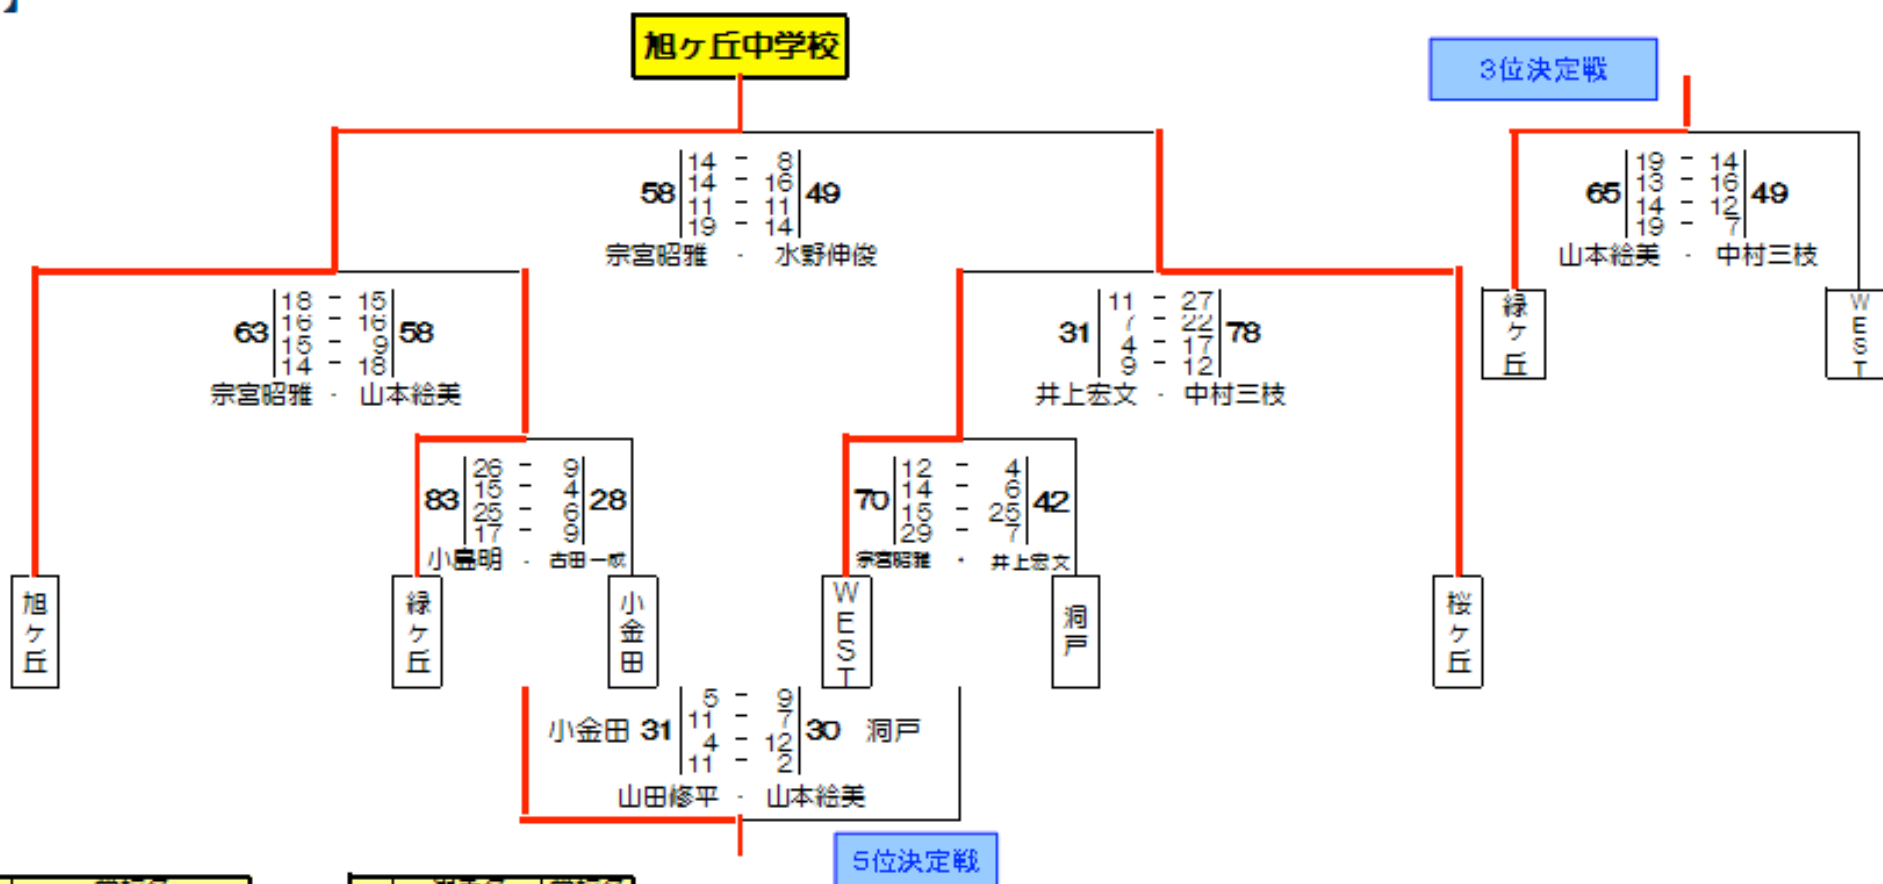 】
旭ヶ丘中学校
3位決定戦
58 14 - 8 49
14 - 16
11 - 11
19 - 14
宗宮昭雅 - 水野伸俊
65 19 - 14 49
13 - 16
14 - 12
19 - 7
山本絵美 - 中村三枝
緑ヶ丘
WEST
63 18 - 15 58
16 - 16
15 - 9
14 - 18
宗宮昭雅 - 山本絵美
31 11 - 27 78
7 - 22
4 - 17
9 - 12
井上宏文 - 中村三枝
83 26 - 9 28
15 - 4
25 - 6
17 - 9
小島明 - 古田一成
70 12 - 4 42
14 - 6
15 - 25
29 - 7
宗宮昭雅 - 井上宏文
旭ヶ丘
緑ヶ丘
小金田
WEST
洞戸
桜ヶ丘
小金田 31 5 - 9 30 洞戸
11 - 7
4 - 12
11 - 2
山田修平 - 山本絵美
5位決定戦